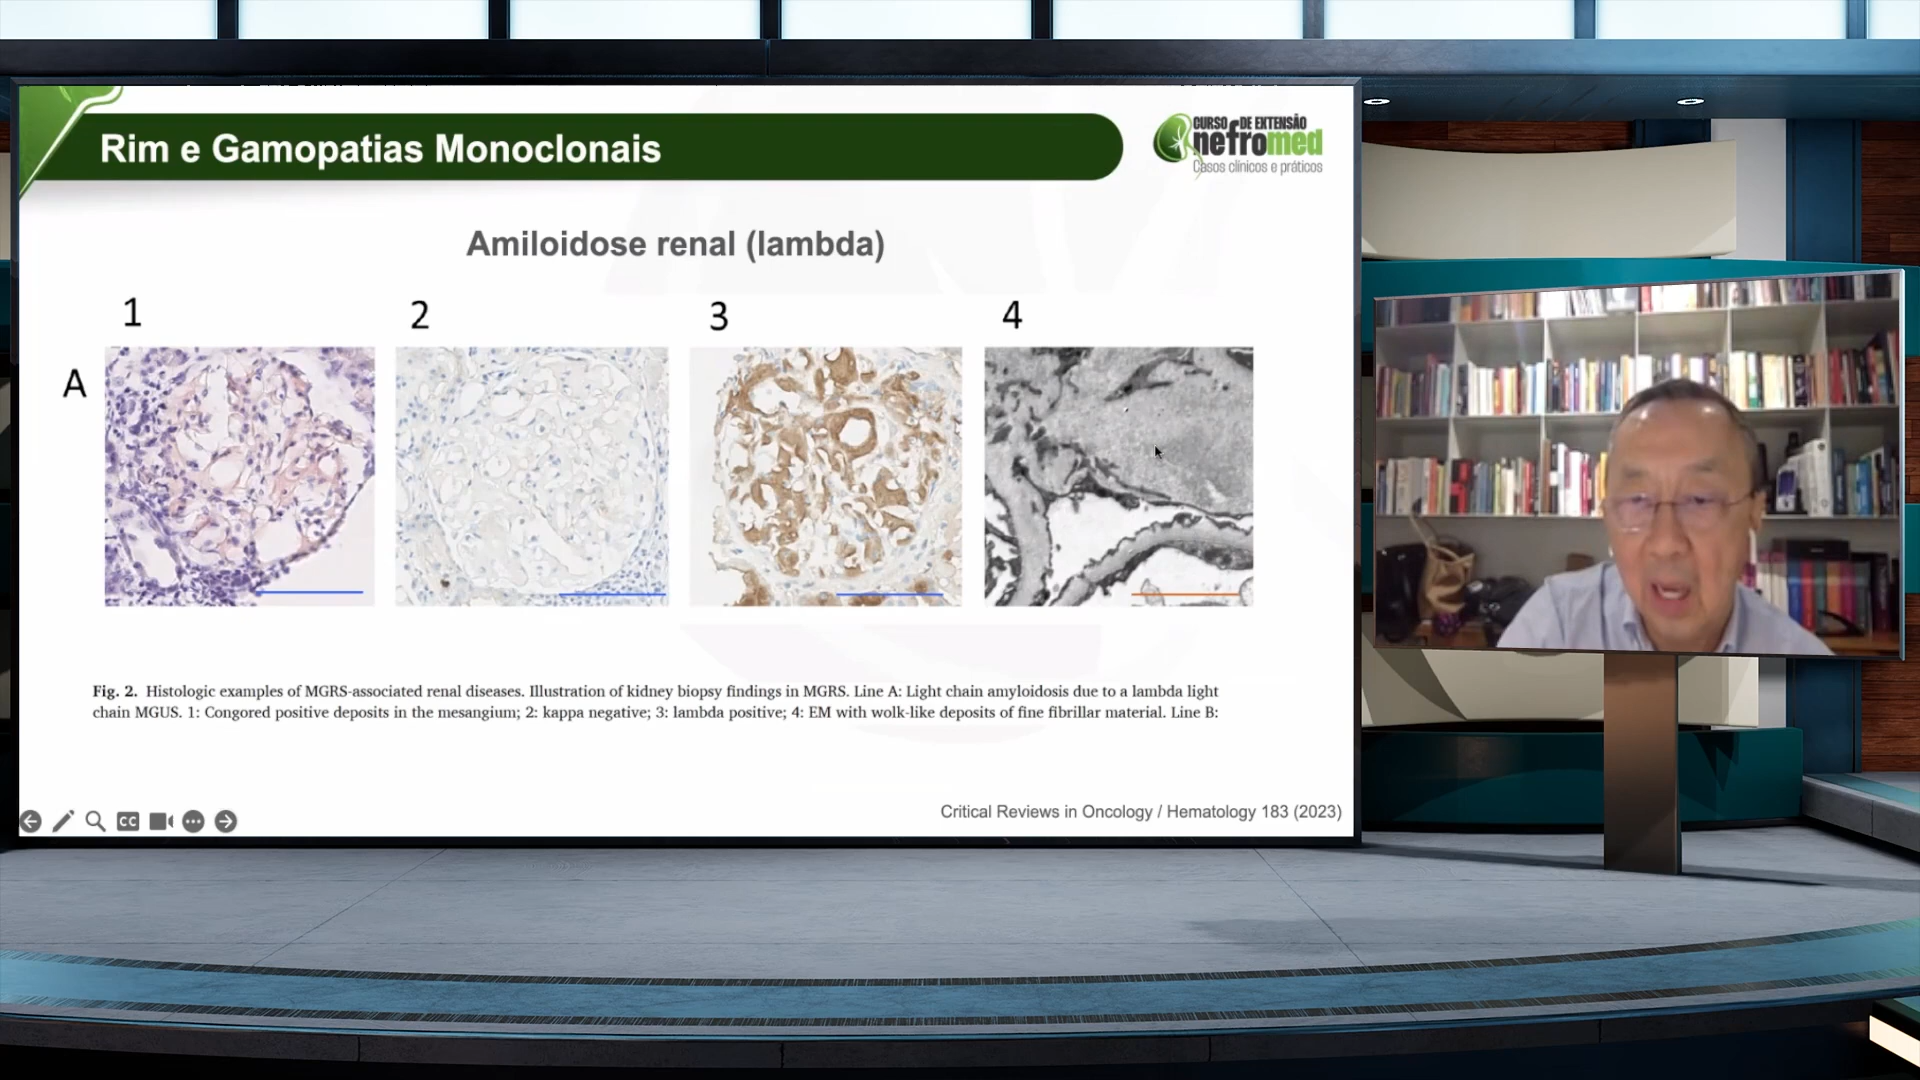 Rim e Gamopatias Monoclonais
CURSO DE EXTENSÃO
nefromed
Casos clínicos e práticos
Amiloidose renal (lambda)
1 2 3 4
A
Fig. 2. Histologic examples of MGRS-associated renal diseases. Illustration of kidney biopsy findings in MGRS. Line A: Light chain amyloidosis due to a lambda light
chain MGUS. 1: Congored positive deposits in the mesangium; 2: kappa negative; 3: lambda positive; 4: EM with wolk-like deposits of fine fibrillar material. Line B:
CC
Critical Reviews in Oncology / Hematology 183 (2023)